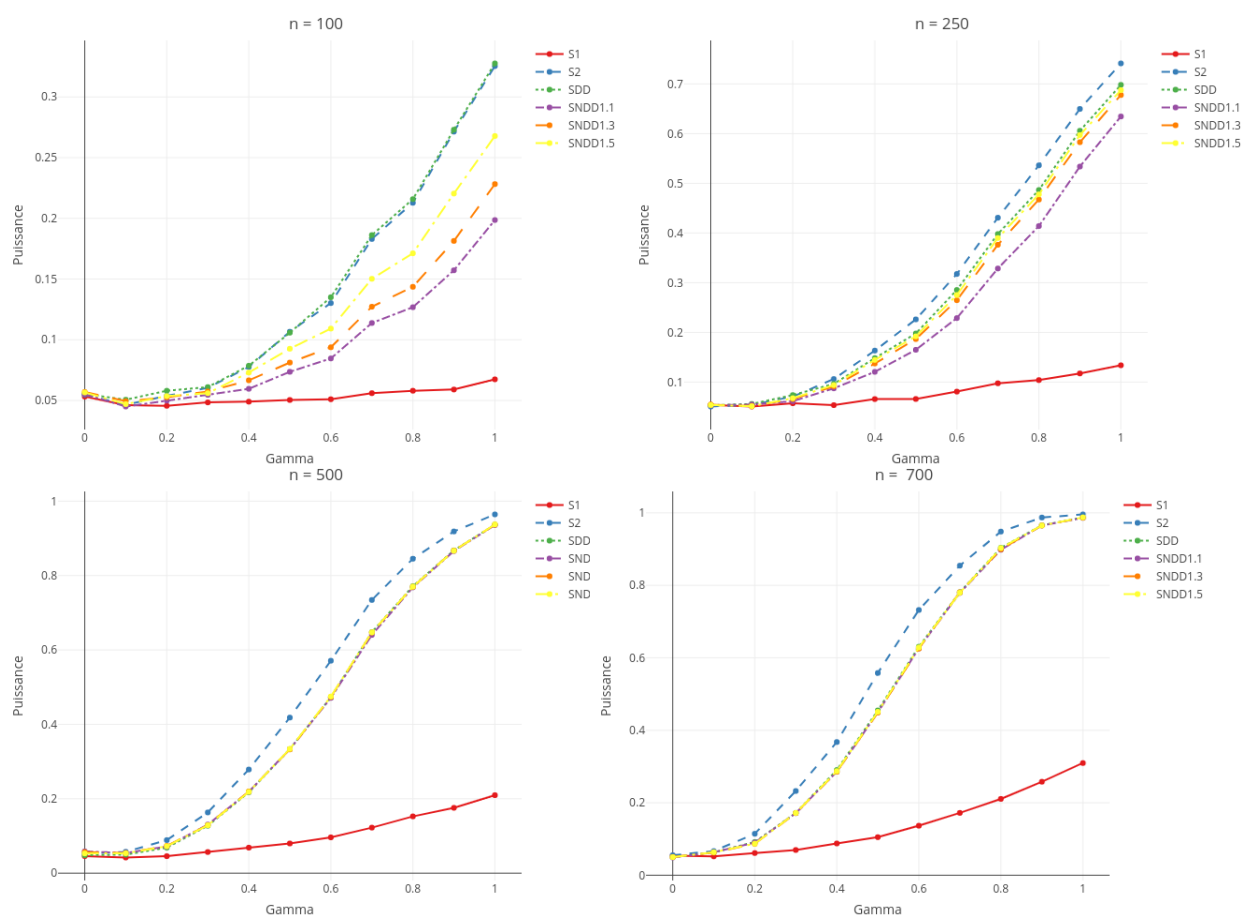 n = 100
Puissance
0.3
0.25
0.2
0.15
0.1
0.05
0
0.2
0.4
0.6
0.8
1
Gamma
S1
S2
SDD
SNDD1.1
SNDD1.3
SNDD1.5
n = 250
Puissance
0.7
0.6
0.5
0.4
0.3
0.2
0.1
0
0.2
0.4
0.6
0.8
1
Gamma
S1
S2
SDD
SNDD1.1
SNDD1.3
SNDD1.5
n = 500
Puissance
1
0.8
0.6
0.4
0.2
0
0
0.2
0.4
0.6
0.8
1
Gamma
S1
S2
SDD
SND
SND
SND
n = 700
Puissance
1
0.8
0.6
0.4
0.2
0
0
0.2
0.4
0.6
0.8
1
Gamma
S1
S2
SDD
SNDD1.1
SNDD1.3
SNDD1.5